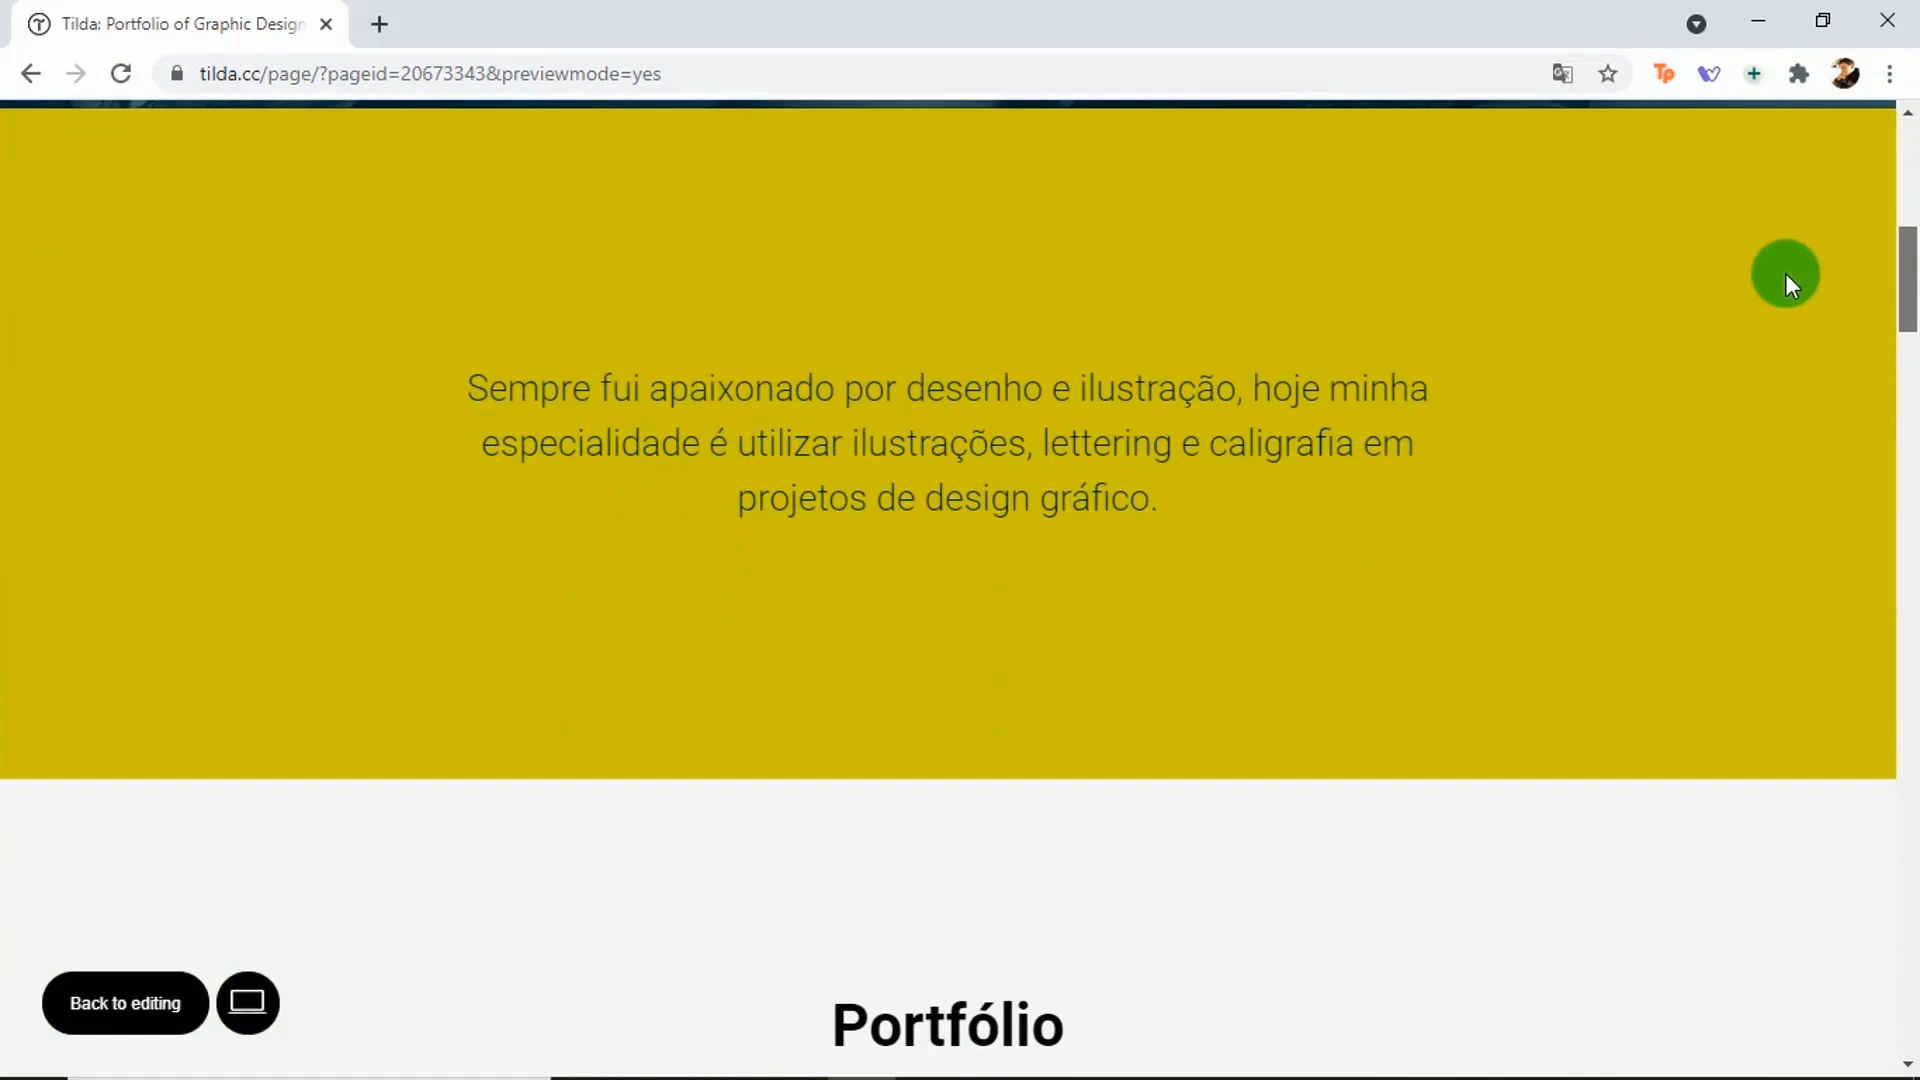 Tilda: Portfolio of Graphic Design
tilda.cc/page/?pageid=20673343&previewmode=yes
Tp
Sempre fui apaixonado por desenho e ilustração, hoje minha
especialidade é utilizar ilustrações, lettering e caligrafia em
projetos de design gráfico.
Back to editing
Portfólio